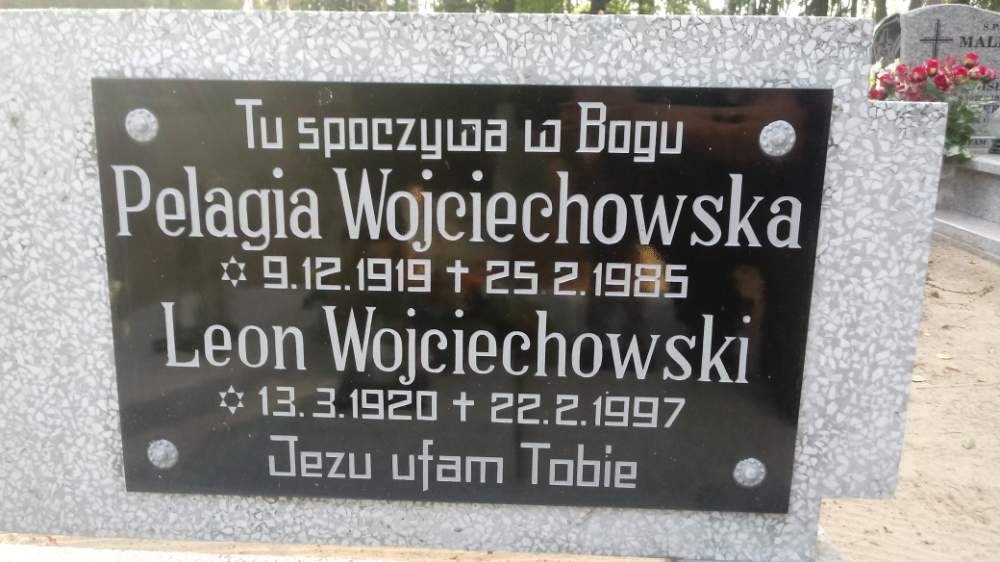 Tu spoczywa w Bogu
Pelagia Wojciechowska
✡ 9.12.1919 ✝ 25.2.1985
Leon Wojciechowski
✡ 13.3.1920 ✝ 22.2.1997
Jezu ufam Tobie